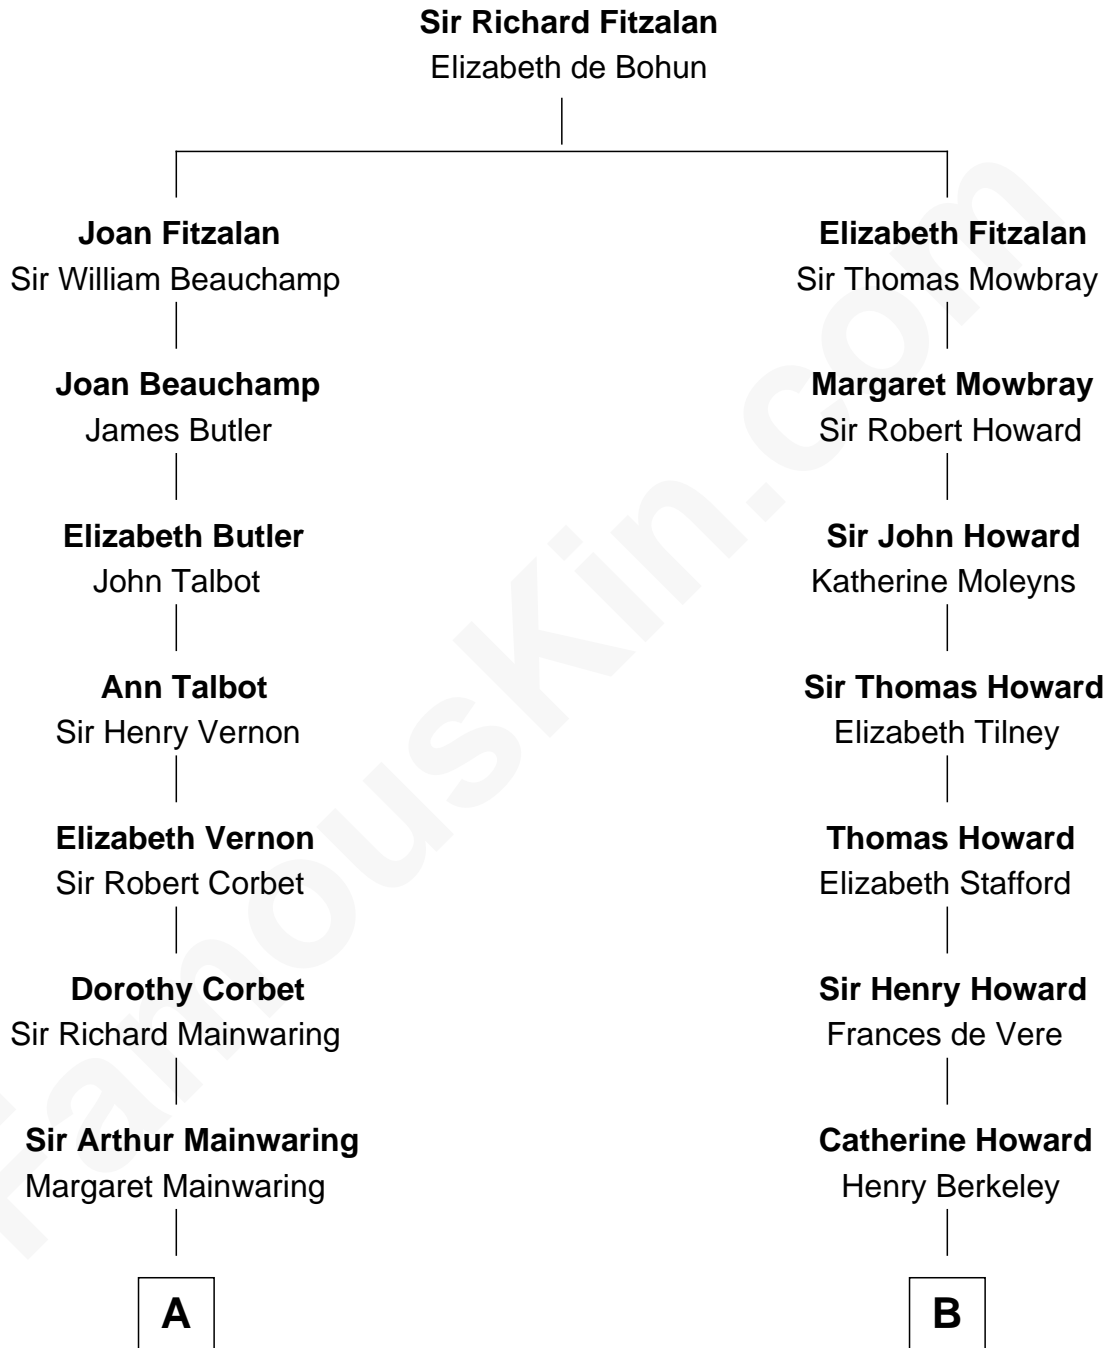 Sir Richard Fitzalan
Elizabeth de Bohun
Joan Fitzalan
Sir William Beauchamp
Elizabeth Fitzalan
Sir Thomas Mowbray
Joan Beauchamp
James Butler
Margaret Mowbray
Sir Robert Howard
Elizabeth Butler
John Talbot
Sir John Howard
Katherine Moleyns
Ann Talbot
Sir Henry Vernon
Sir Thomas Howard
Elizabeth Tilney
Elizabeth Vernon
Sir Robert Corbet
Thomas Howard
Elizabeth Stafford
Dorothy Corbet
Sir Richard Mainwaring
Sir Henry Howard
Frances de Vere
Sir Arthur Mainwaring
Margaret Mainwaring
Catherine Howard
Henry Berkeley
A
B
FamousKin.com